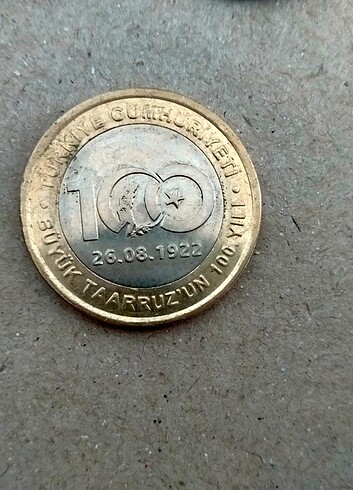 TÜRKİYE CUMHURİYETİ
100
26.08.1922
BÜYÜK TAARRUZ'UN 100. YILI